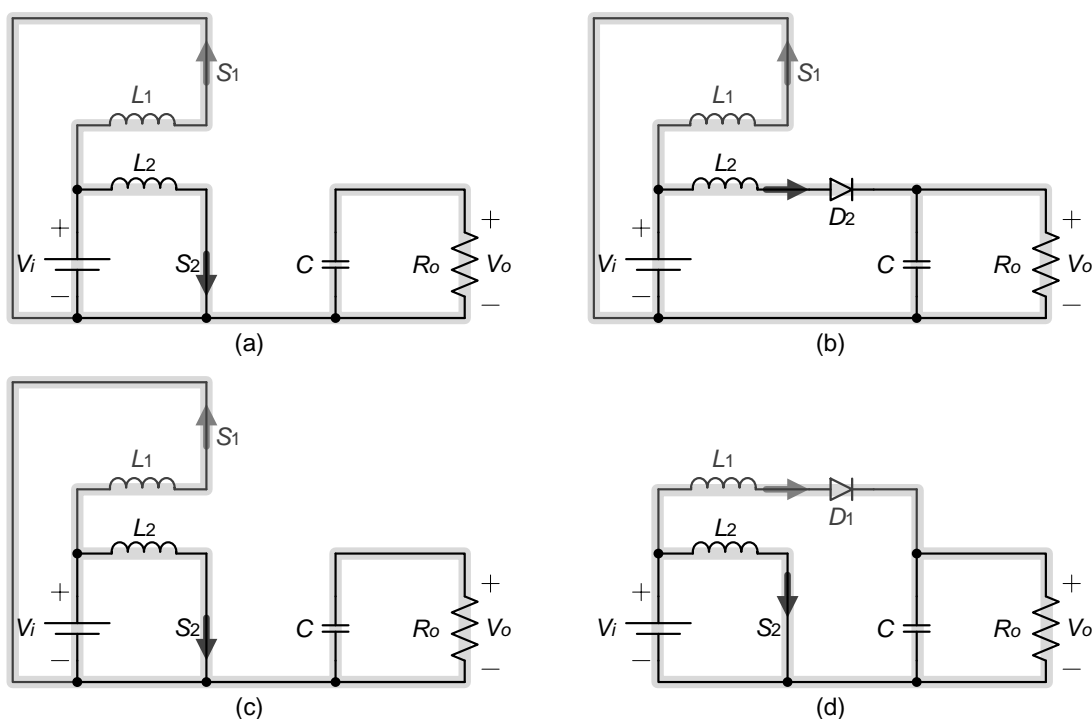 S1
L1
L2
+
Vi
−
S2
C
Ro
+
Vo
−
(a)
S1
L1
L2
D2
+
Vi
−
C
Ro
+
Vo
−
(b)
S1
L1
L2
+
Vi
−
S2
C
Ro
+
Vo
−
(c)
L1
D1
L2
+
Vi
−
S2
C
Ro
+
Vo
−
(d)